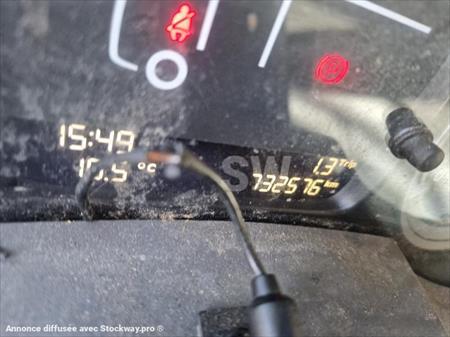 15:49
10.5 °C
SW
1.3 Trip
732576 km
Annonce diffusée avec Stockway.pro ®